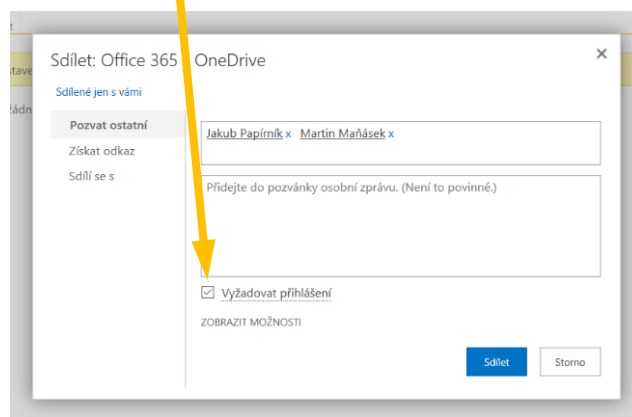 Sdílet: Office 365 OneDrive
Sdílené jen s vámi
Pozvat ostatní
Získat odkaz
Sdílí se s
Jakub Papírník x Martin Maňásek x
Přidejte do pozvánky osobní zprávu. (Není to povinné.)
Vyžadovat přihlášení
ZOBRAZIT MOŽNOSTI
Sdílet
Storno